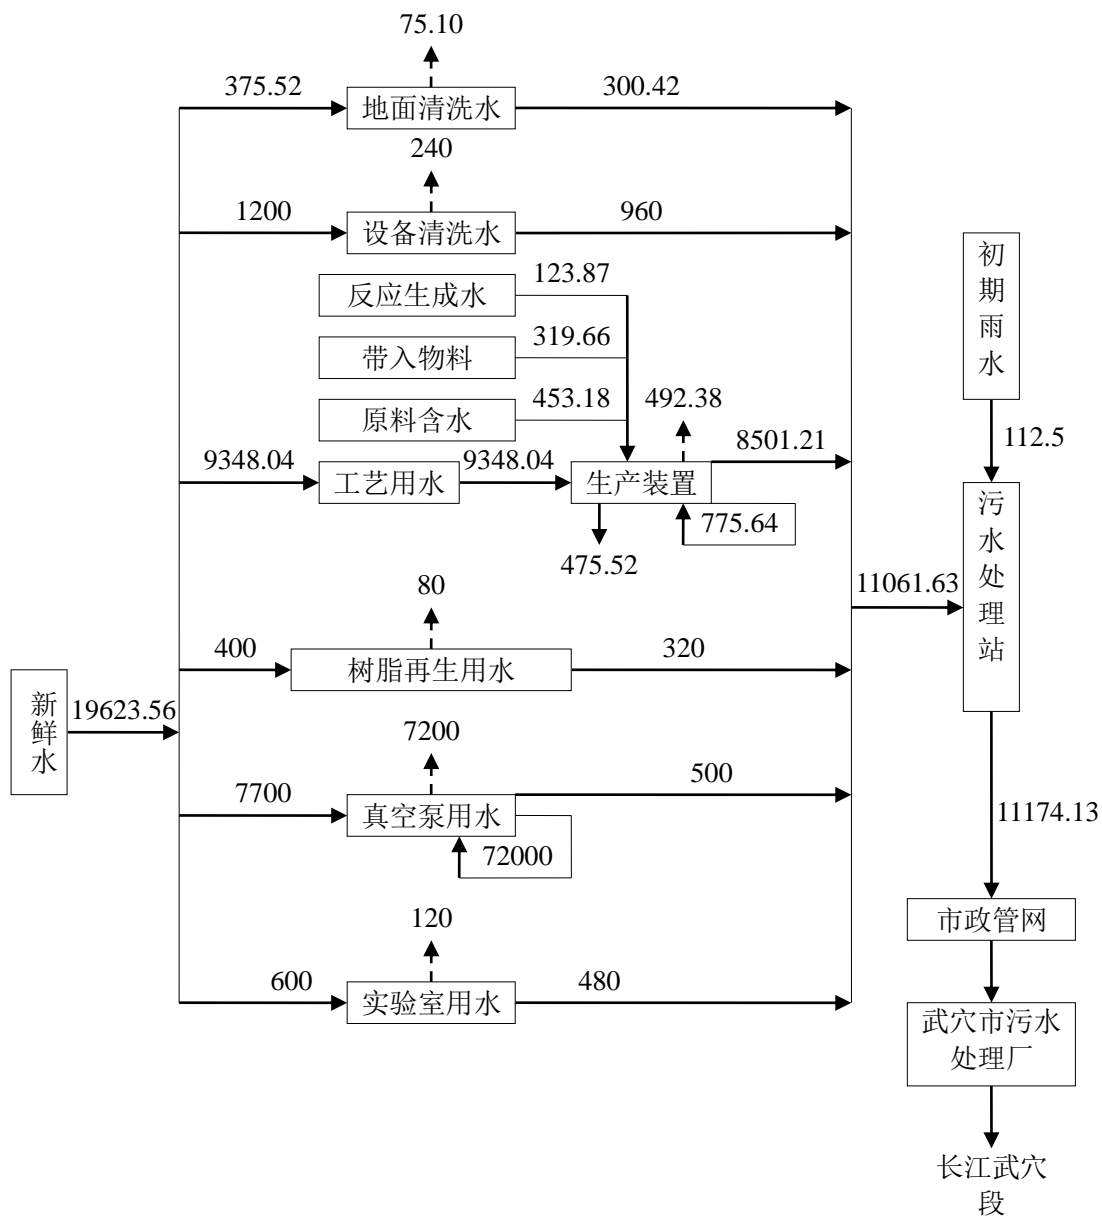 75.10
375.52
地面清洗水
300.42
240
1200
设备清洗水
960
反应生成水
123.87
带入物料
319.66
原料含水
453.18
492.38
9348.04
工艺用水
9348.04
生产装置
8501.21
775.64
475.52
80
400
树脂再生用水
320
新鲜水
19623.56
7200
7700
真空泵用水
500
72000
120
600
实验室用水
480
11061.63
初期雨水
112.5
污水处理站
11174.13
市政管网
武穴市污水
处理厂
长江武穴
段